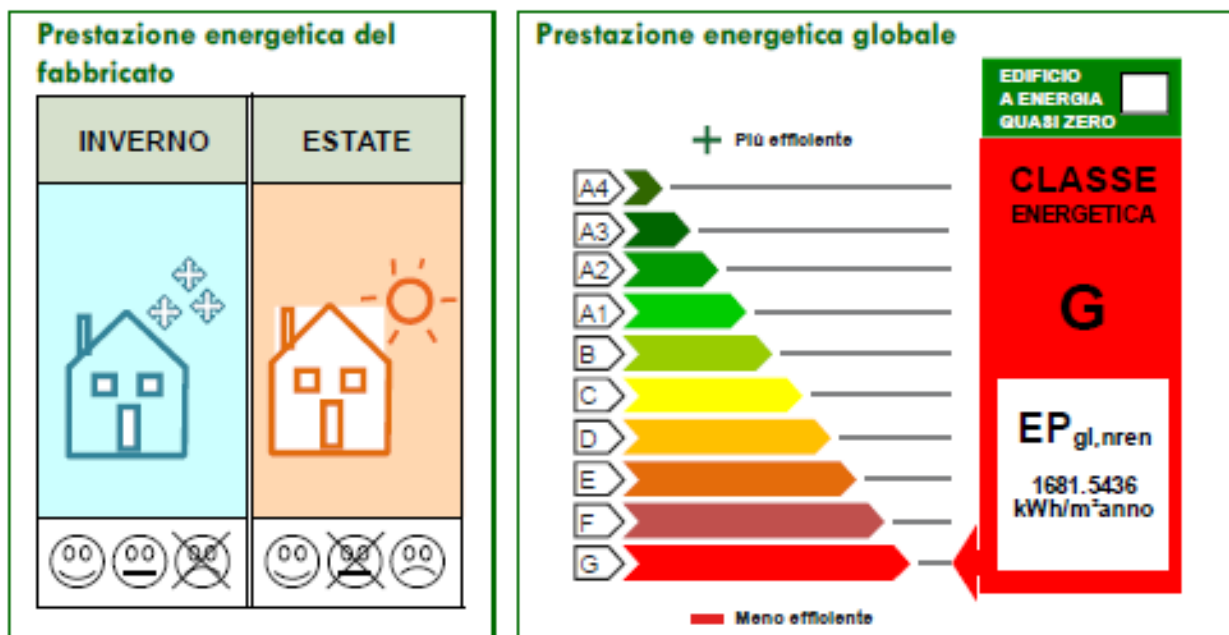 Prestazione energetica del
fabbricato
INVERNO
ESTATE
Prestazione energetica globale
EDIFICIO
A ENERGIA
QUASI ZERO
Più efficiente
A4
A3
A2
A1
B
C
D
E
F
G
Meno efficiente
CLASSE
ENERGETICA
G
EPgl,nren
1681.5436
kWh/m²anno